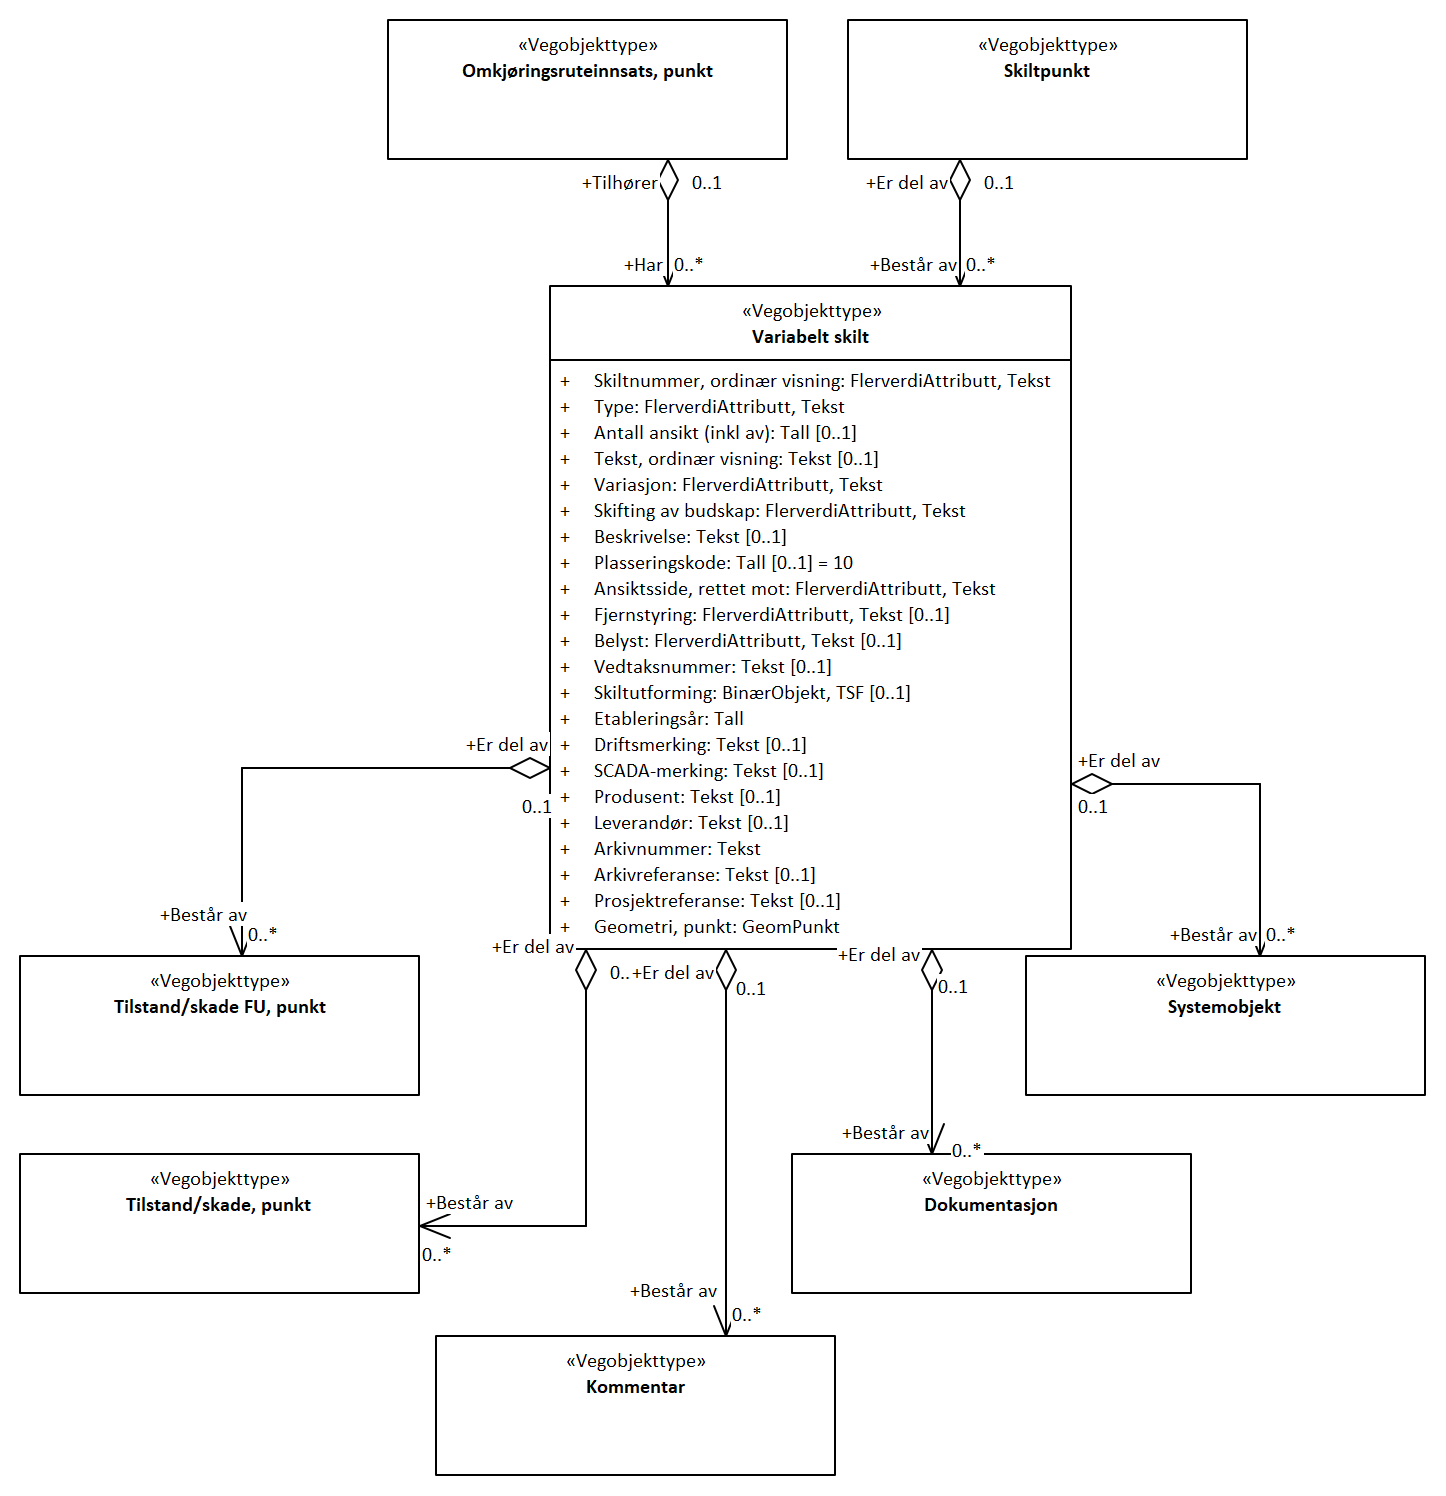 «Vegobjekttype»
Omkjøringsruteinnsats, punkt
«Vegobjekttype»
Skiltpunkt
+Tilhører
0..1
+Er del av
0..1
+Har
0..*
+Består av
0..*
«Vegobjekttype»
Variabelt skilt
+ Skiltnummer, ordinær visning: FlerverdiAttributt, Tekst
+ Type: FlerverdiAttributt, Tekst
+ Antall ansikt (inkl av): Tall [0..1]
+ Tekst, ordinær visning: Tekst [0..1]
+ Variasjon: FlerverdiAttributt, Tekst
+ Skifting av budskap: FlerverdiAttributt, Tekst
+ Beskrivelse: Tekst [0..1]
+ Plasseringskode: Tall [0..1] = 10
+ Ansiktsside, rettet mot: FlerverdiAttributt, Tekst
+ Fjernstyring: FlerverdiAttributt, Tekst [0..1]
+ Belyst: FlerverdiAttributt, Tekst [0..1]
+ Vedtaksnummer: Tekst [0..1]
+ Skiltutforming: BinærObjekt, TSF [0..1]
+ Etableringsår: Tall
+ Driftsmerking: Tekst [0..1]
+ SCADA-merking: Tekst [0..1]
+ Produsent: Tekst [0..1]
+ Leverandør: Tekst [0..1]
+ Arkivnummer: Tekst
+ Arkivreferanse: Tekst [0..1]
+ Prosjektreferanse: Tekst [0..1]
+ Geometri, punkt: GeomPunkt
+Er del av
0..1
+Består av
0..*
+Er del av
0..1
+Består av
0..*
+Er del av
0..
+Er del av
0..1
+Er del av
0..1
«Vegobjekttype»
Tilstand/skade FU, punkt
«Vegobjekttype»
Systemobjekt
+Består av
0..*
«Vegobjekttype»
Tilstand/skade, punkt
+Består av
0..*
«Vegobjekttype»
Dokumentasjon
+Består av
0..*
«Vegobjekttype»
Kommentar